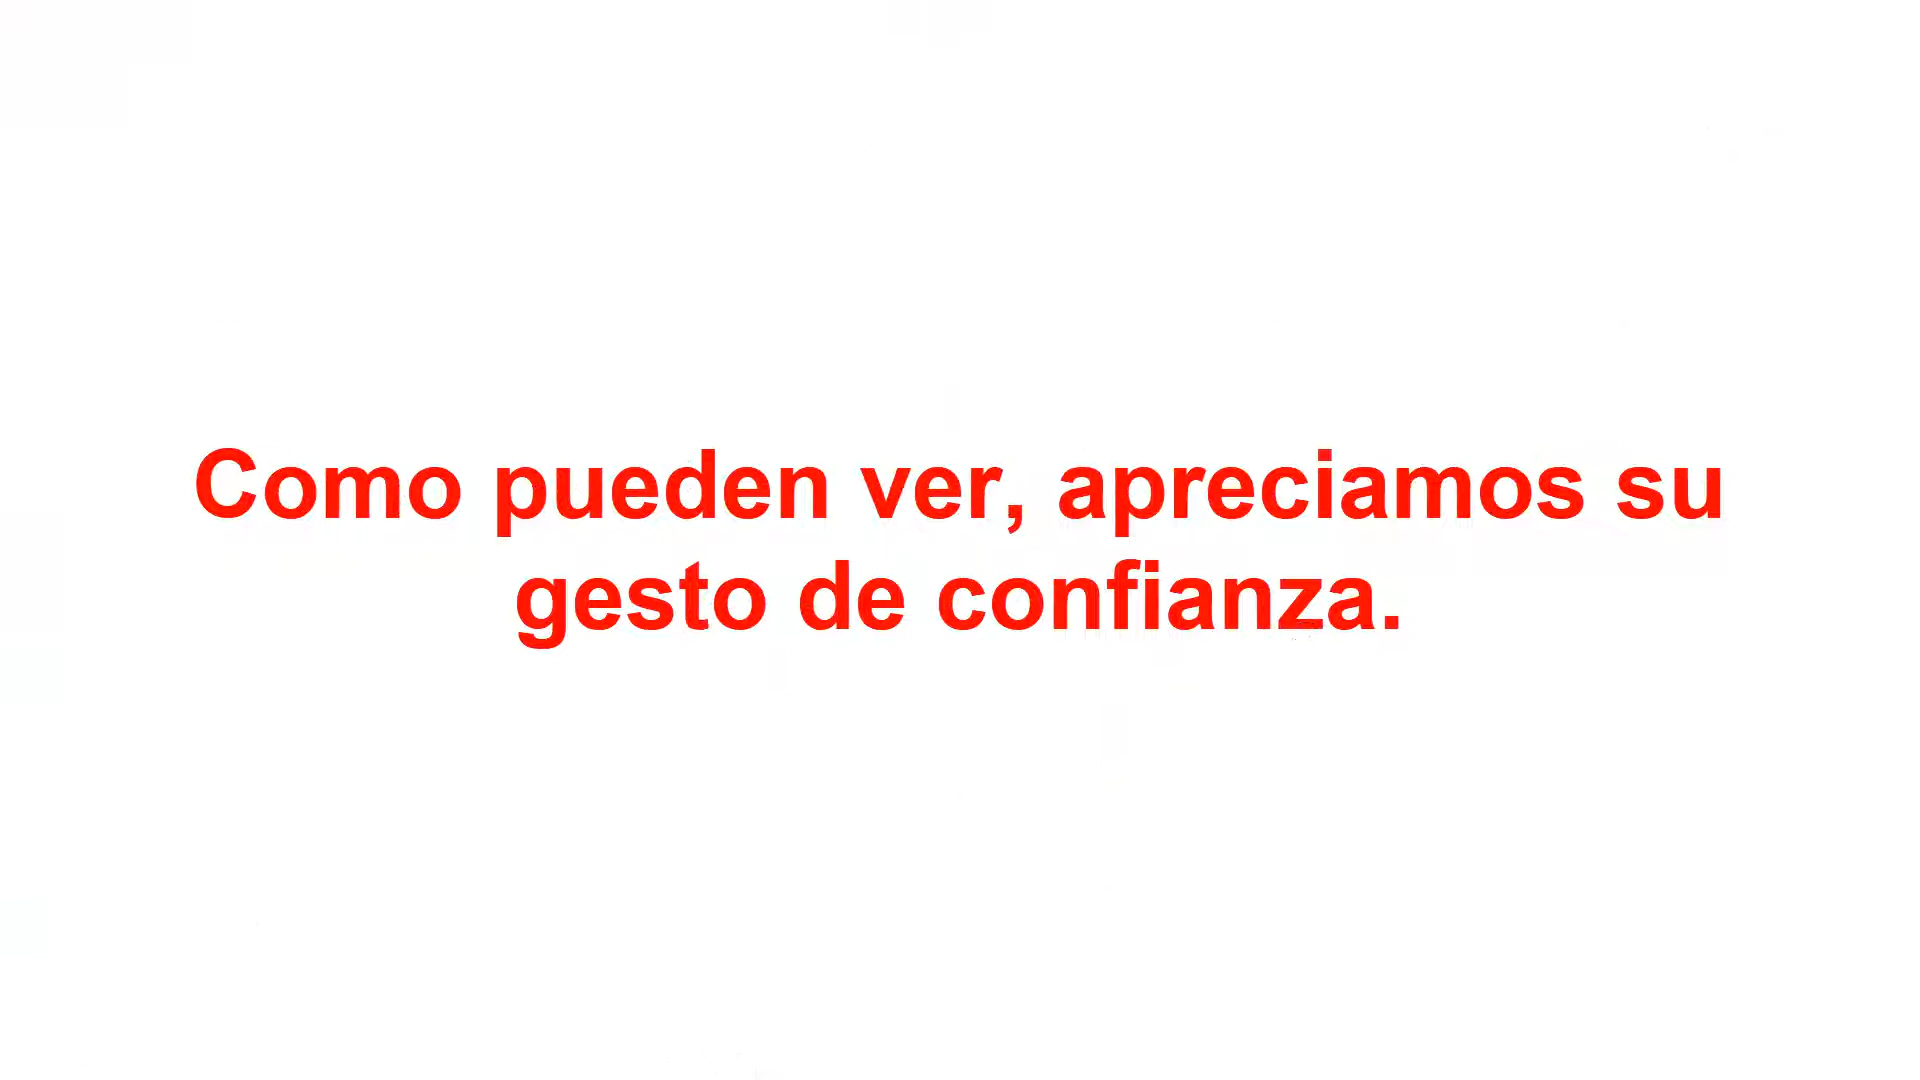 Como pueden ver, apreciamos su
gesto de confianza.